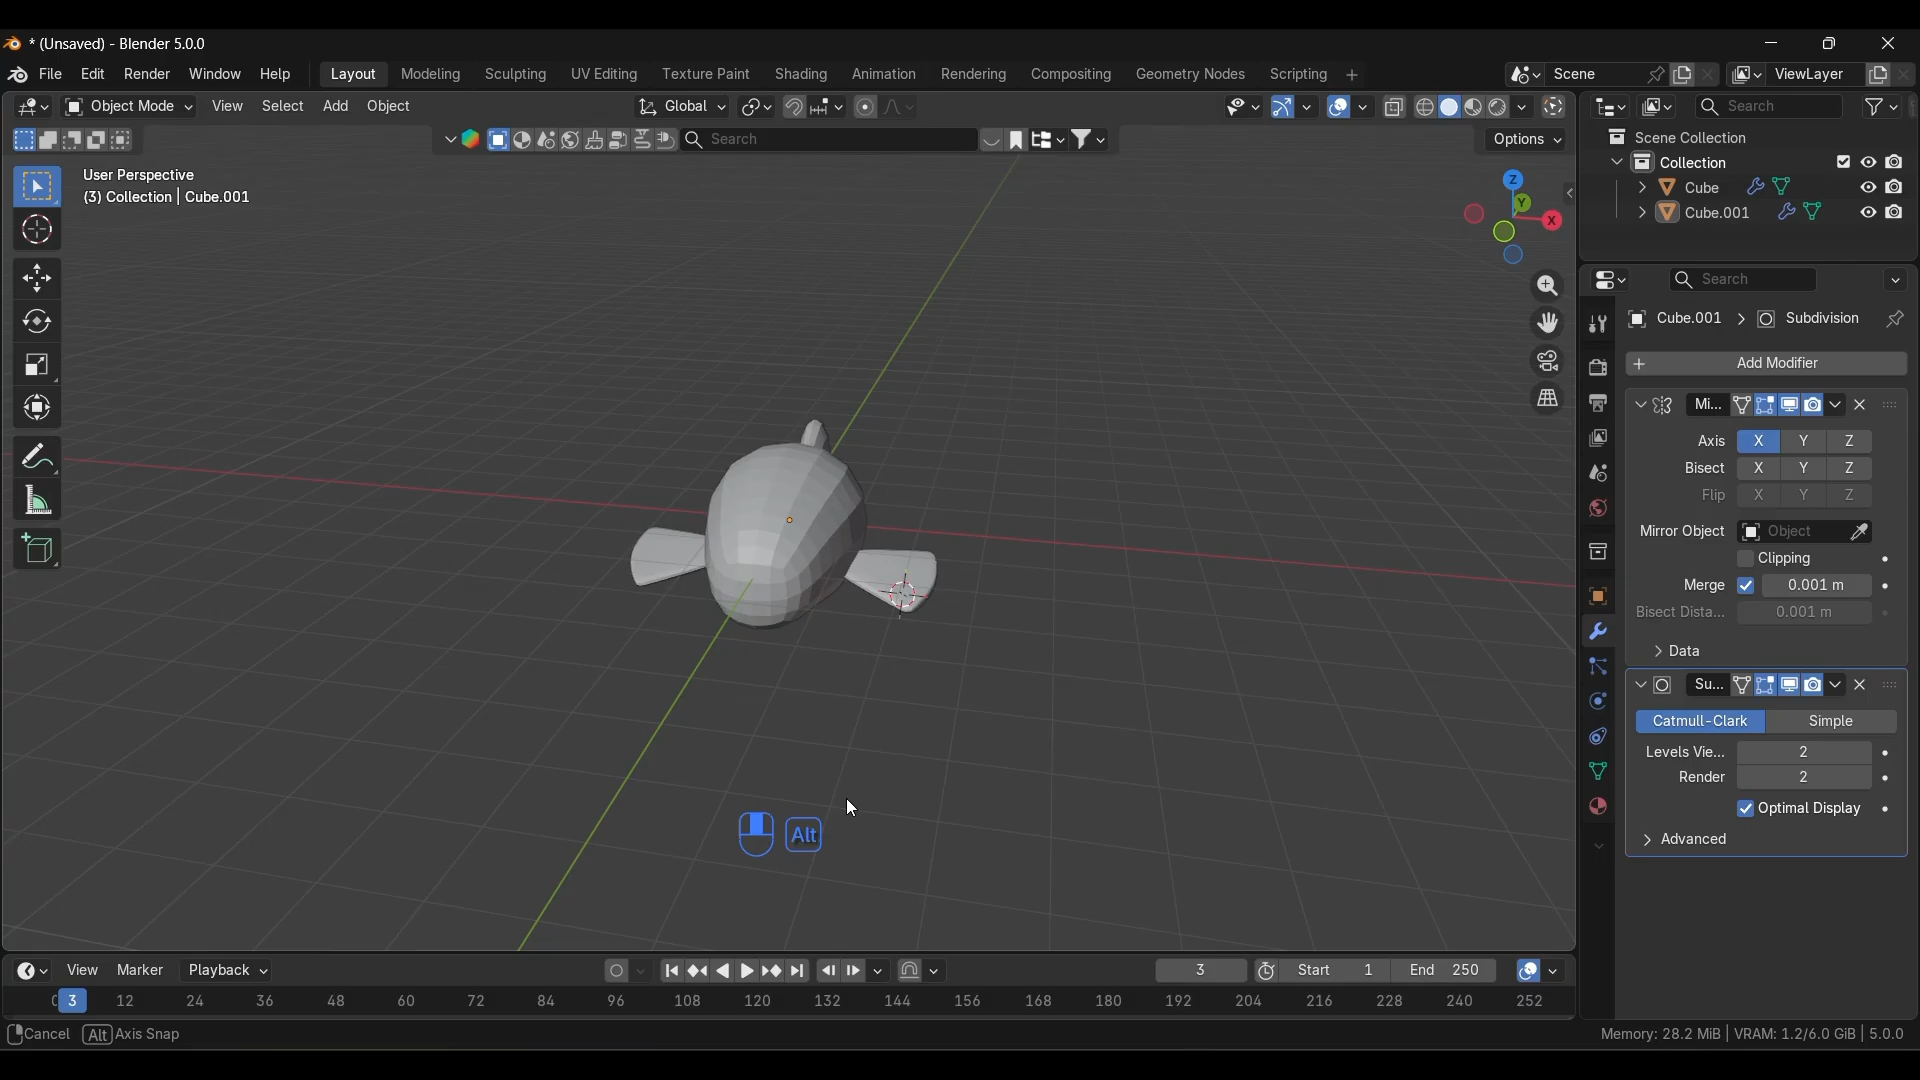 * (Unsaved) - Blender 5.0.0
File Edit Render Window Help Layout Modeling Sculpting UV Editing Texture Paint Shading Animation Rendering Compositing Geometry Nodes Scripting + Scene ViewLayer
Object Mode View Select Add Object Global Search
Search Options
User Perspective
(3) Collection | Cube.001
Z
Y
X
Scene Collection
Collection
Cube
Cube.001
Search
Cube.001 > Subdivision
+ Add Modifier
Mi...
Axis X Y Z
Bisect X Y Z
Flip X Y Z
Mirror Object Object
Clipping
Merge 0.001 m
Bisect Dista... 0.001 m
> Data
Su...
Catmull-Clark Simple
Levels Vie... 2
Render 2
Optimal Display
> Advanced
Alt
View Marker Playback 3 Start 1 End 250
0 3 12 24 36 48 60 72 84 96 108 120 132 144 156 168 180 192 204 216 228 240 252
Cancel Alt Axis Snap Memory: 28.2 MiB | VRAM: 1.2/6.0 GiB | 5.0.0